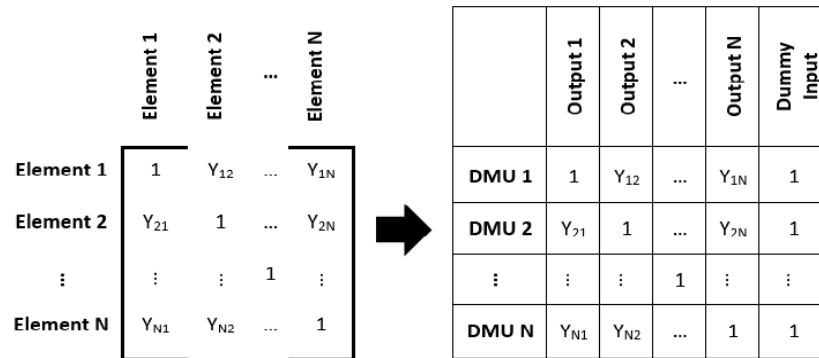 Element 1 Element 2 ... Element N
Element 1 1 Y₁₂ ... Y₁ₙ
Element 2 Y₂₁ 1 ... Y₂ₙ
⋮ ⋮ ⋮ 1 ⋮
Element N Yₙ₁ Yₙ₂ ... 1
Output 1 Output 2 ... Output N Dummy Input
DMU 1 1 Y₁₂ ... Y₁ₙ 1
DMU 2 Y₂₁ 1 ... Y₂ₙ 1
⋮ ⋮ ⋮ 1 ⋮ ⋮
DMU N Yₙ₁ Yₙ₂ ... 1 1